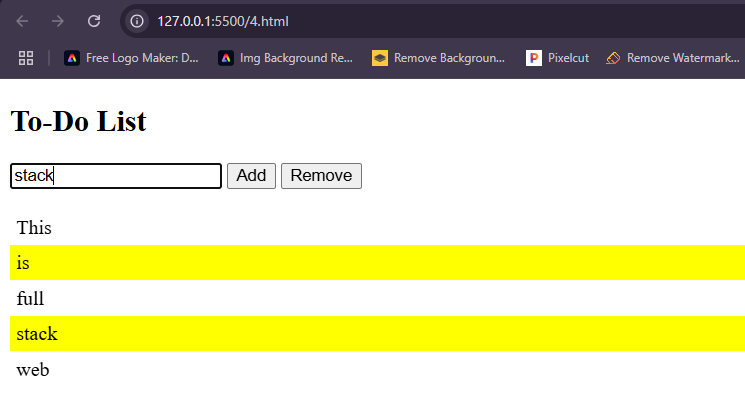 127.0.0.1:5500/4.html
Free Logo Maker: D... Img Background Re... Remove Backgroun... P Pixelcut Remove Watermark...
To-Do List
stack Add Remove
This
is
full
stack
web